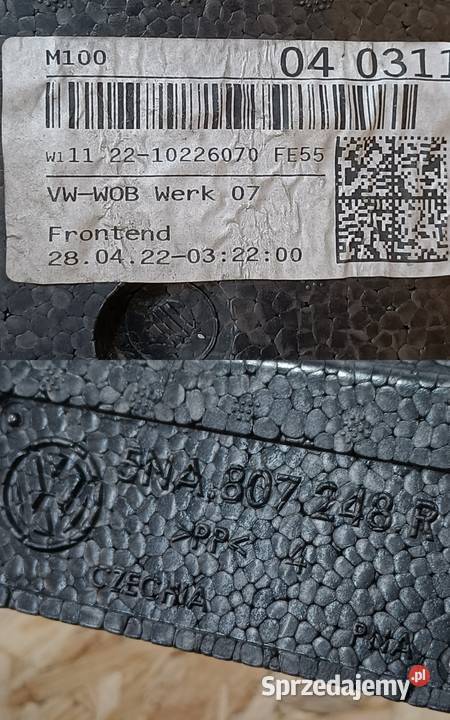 M100
04 0311
W111 22-10226070 FE55
VW-WOB Werk 07
Frontend
28.04.22-03:22:00
5NA.807.248.R
>PP< 4
CZECHIA
PNA
Sprzedajemy.pl